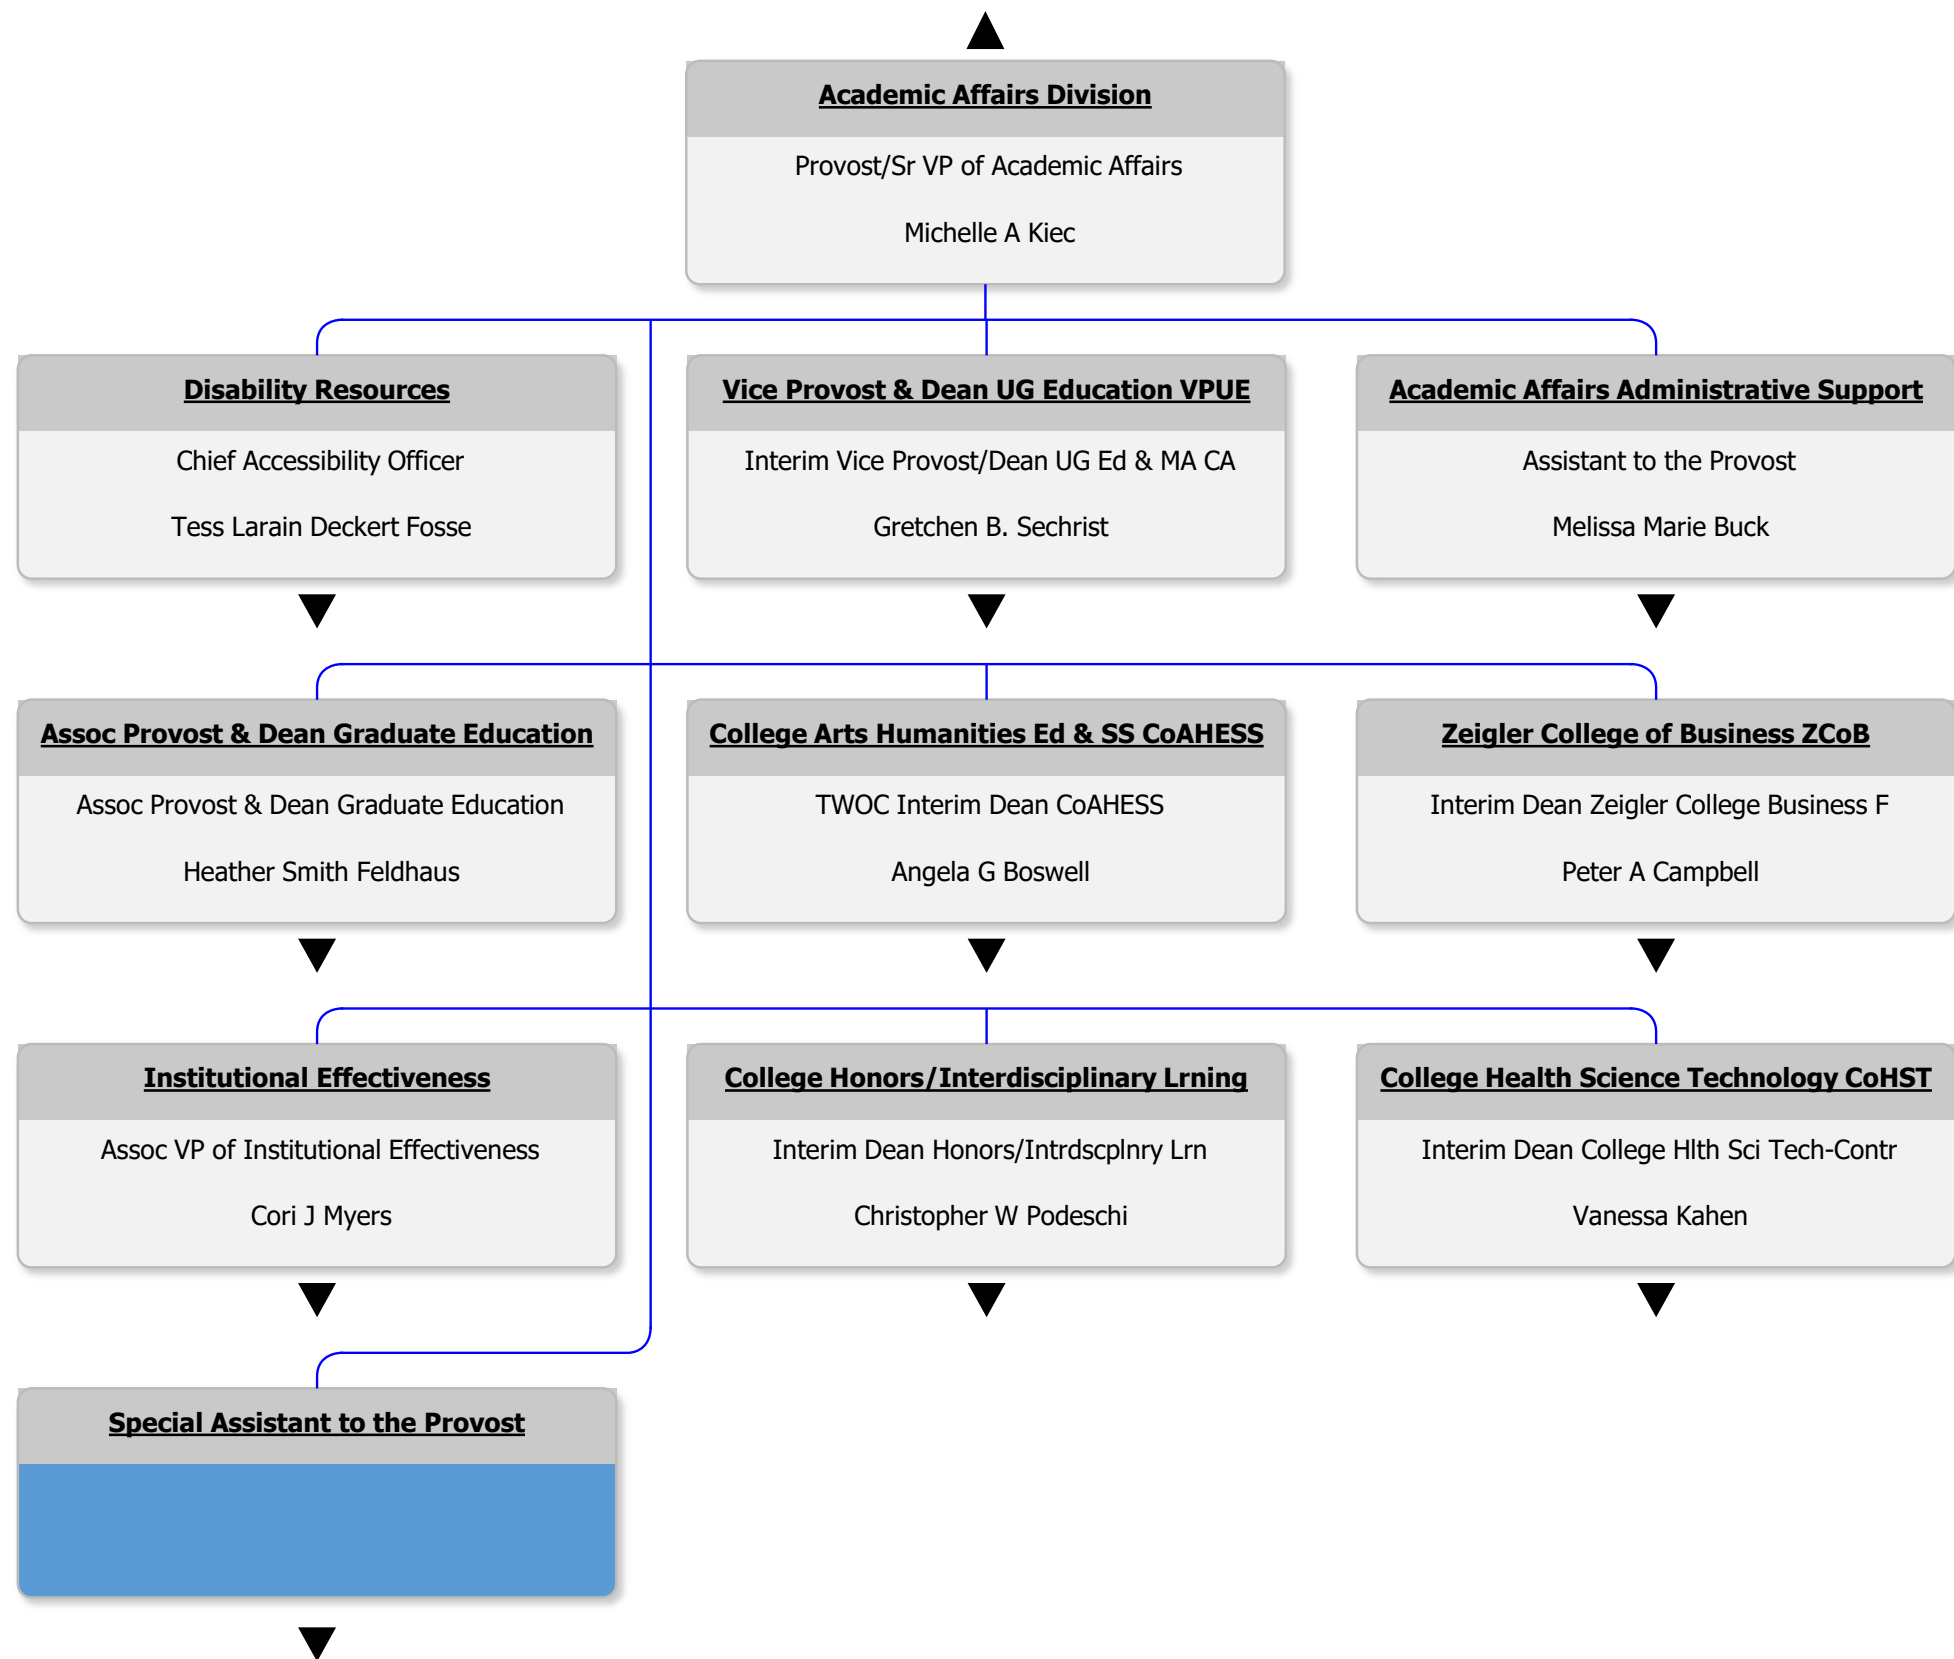 Academic Affairs Division
Provost/Sr VP of Academic Affairs
Michelle A Kiec
Disability Resources
Chief Accessibility Officer
Tess Larain Deckert Fosse
Vice Provost & Dean UG Education VPUE
Interim Vice Provost/Dean UG Ed & MA CA
Gretchen B. Sechrist
Academic Affairs Administrative Support
Assistant to the Provost
Melissa Marie Buck
Assoc Provost & Dean Graduate Education
Assoc Provost & Dean Graduate Education
Heather Smith Feldhaus
College Arts Humanities Ed & SS CoAHESS
TWOC Interim Dean CoAHESS
Angela G Boswell
Zeigler College of Business ZCoB
Interim Dean Zeigler College Business F
Peter A Campbell
Institutional Effectiveness
Assoc VP of Institutional Effectiveness
Cori J Myers
College Honors/Interdisciplinary Lrning
Interim Dean Honors/Intrdscplnry Lrn
Christopher W Podeschi
College Health Science Technology CoHST
Interim Dean College Hlth Sci Tech-Contr
Vanessa Kahen
Special Assistant to the Provost